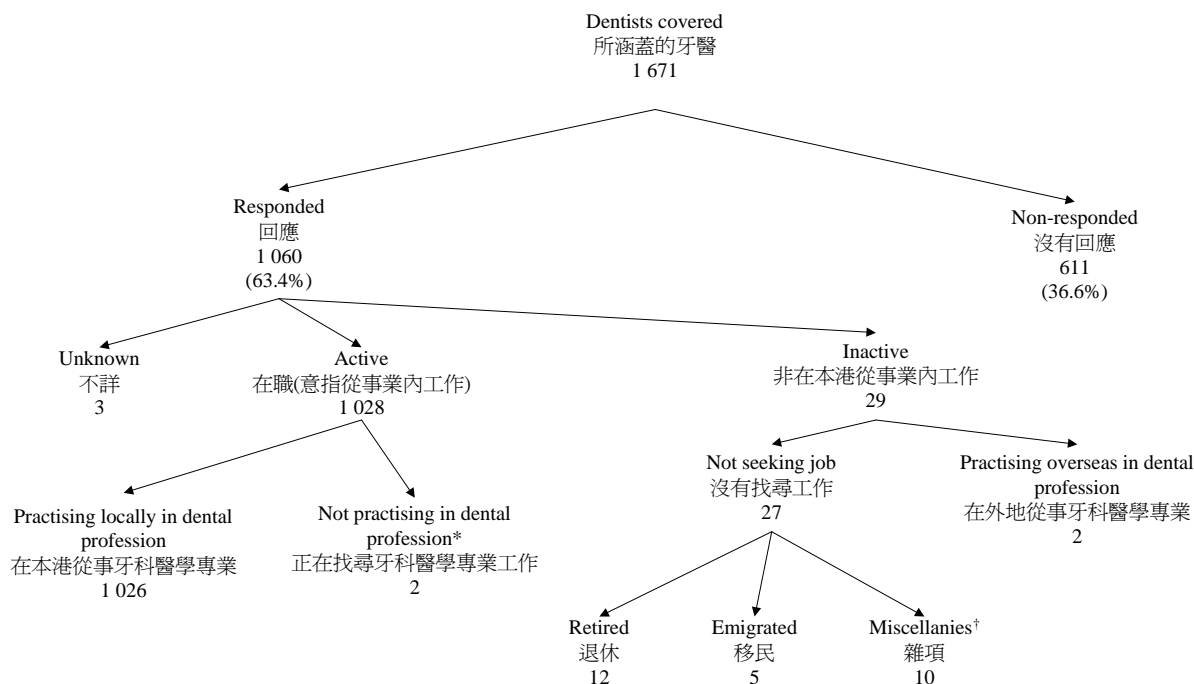 Dentists covered
所涵蓋的牙醫
1 671
Responded
回應
1 060
(63.4%)
Non-responded
沒有回應
611
(36.6%)
Unknown
不詳
3
Active
在職(意指從事業內工作)
1 028
Inactive
非在本港從事業內工作
29
Practising locally in dental
profession
在本港從事牙科醫學專業
1 026
Not practising in dental
profession*
正在找尋牙科醫學專業工作
2
Not seeking job
沒有找尋工作
27
Practising overseas in dental
profession
在外地從事牙科醫學專業
2
Retired
退休
12
Emigrated
移民
5
Miscellanies†
雜項
10